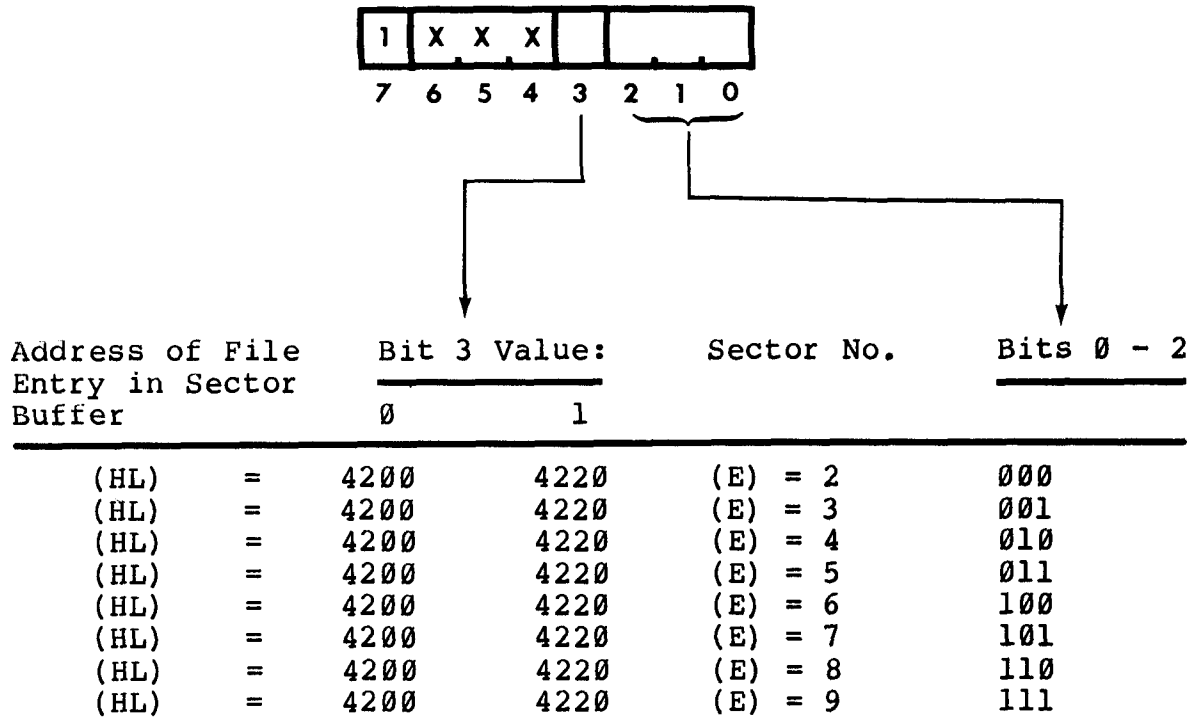 1 X X X
7 6 5 4 3 2 1 0
Address of File Bit 3 Value: Sector No. Bits Ø - 2
Entry in Sector
Buffer Ø 1
(HL) = 42ØØ 422Ø (E) = 2 ØØØ
(HL) = 42ØØ 422Ø (E) = 3 ØØ1
(HL) = 42ØØ 422Ø (E) = 4 Ø1Ø
(HL) = 42ØØ 422Ø (E) = 5 Ø11
(HL) = 42ØØ 422Ø (E) = 6 1ØØ
(HL) = 42ØØ 422Ø (E) = 7 1Ø1
(HL) = 42ØØ 422Ø (E) = 8 11Ø
(HL) = 42ØØ 422Ø (E) = 9 111